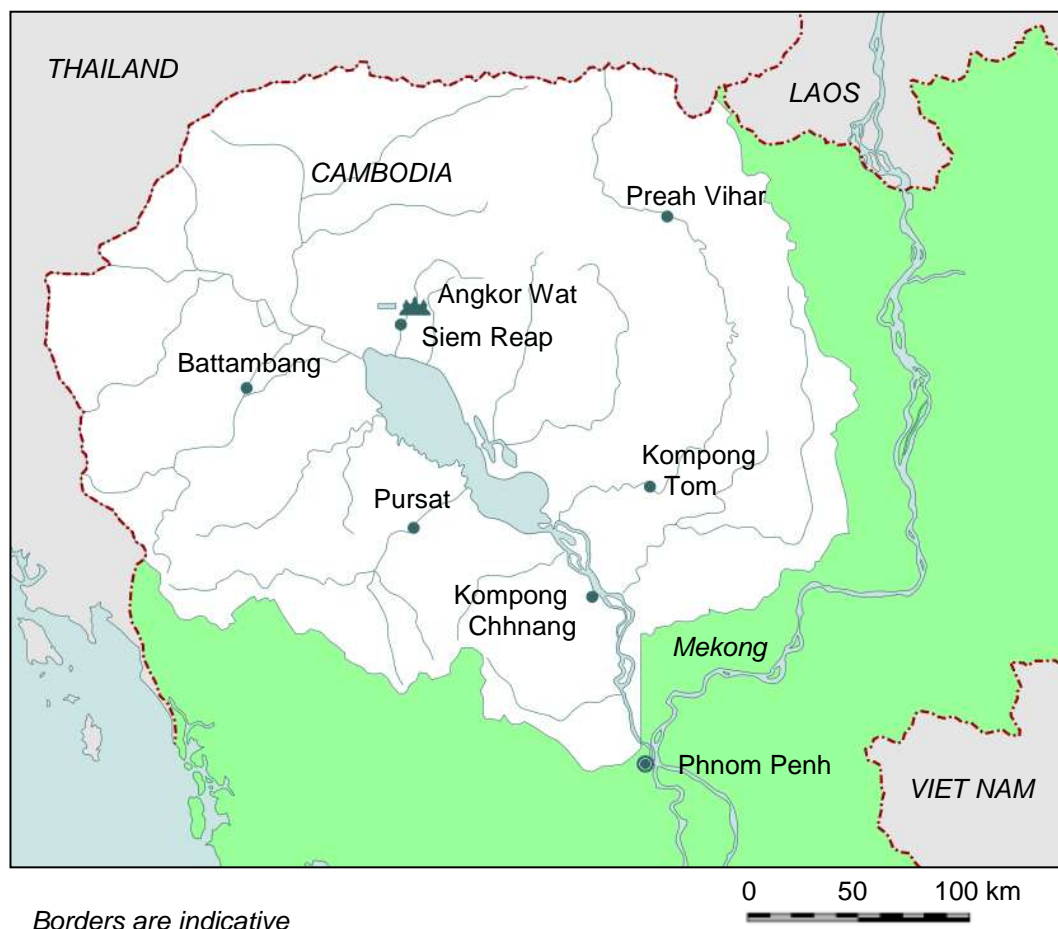 THAILAND
LAOS
CAMBODIA
Preah Vihar
Angkor Wat
Siem Reap
Battambang
Kompong
Tom
Pursat
Kompong
Chhnang
Mekong
Phnom Penh
VIET NAM
0 50 100 km
Borders are indicative